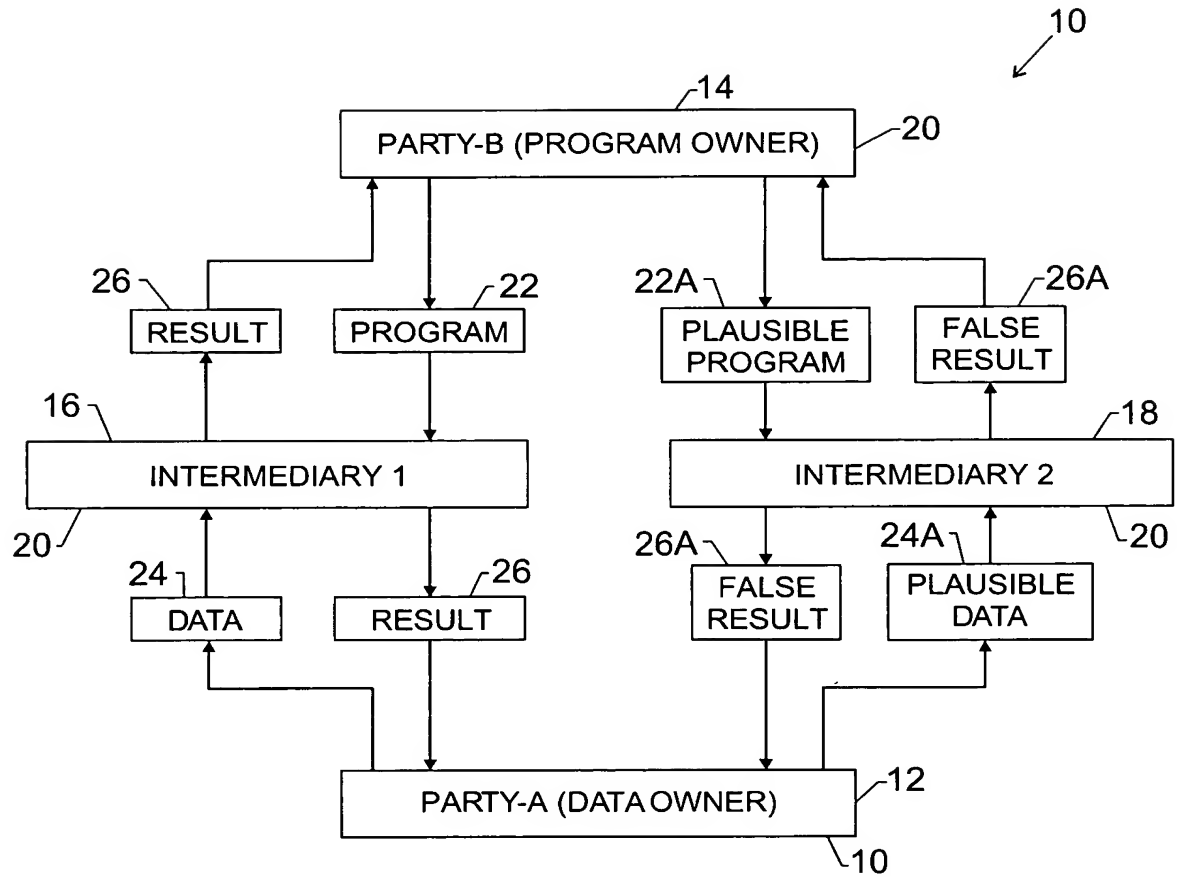 10
14
PARTY-B (PROGRAM OWNER)
20
26
RESULT
22
PROGRAM
22A
PLAUSIBLE
PROGRAM
26A
FALSE
RESULT
16
INTERMEDIARY 1
20
18
INTERMEDIARY 2
20
24
DATA
26
RESULT
26A
FALSE
RESULT
24A
PLAUSIBLE
DATA
PARTY-A (DATA OWNER)
12
10